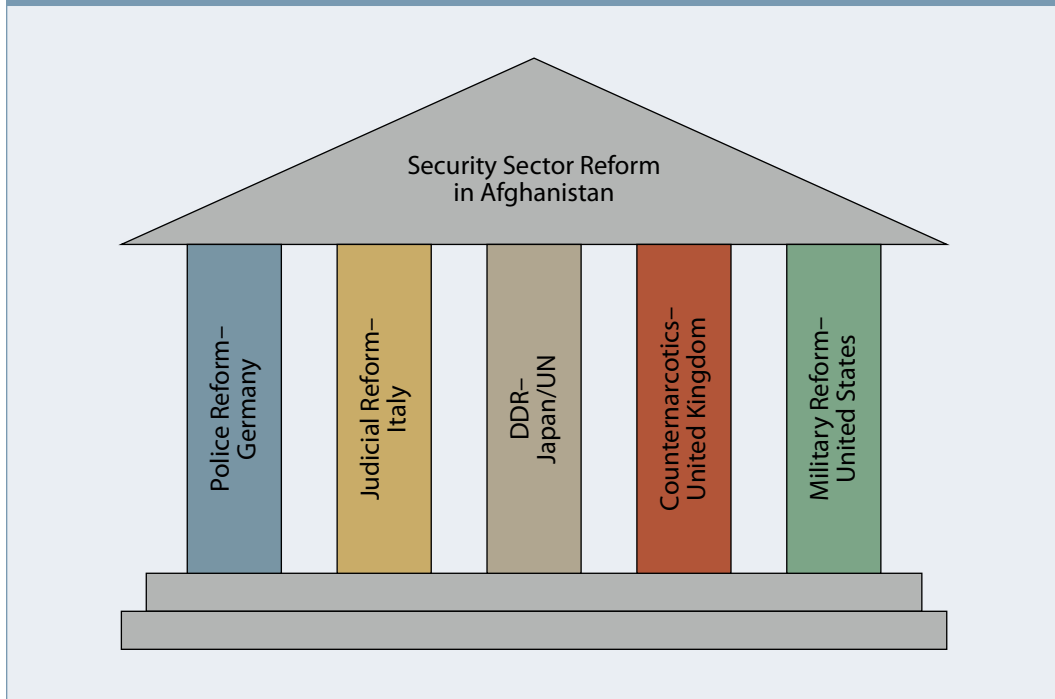 Security Sector Reform
in Afghanistan
Police Reform–
Germany
Judicial Reform–
Italy
DDR–
Japan/UN
Counternarcotics–
United Kingdom
Military Reform–
United States